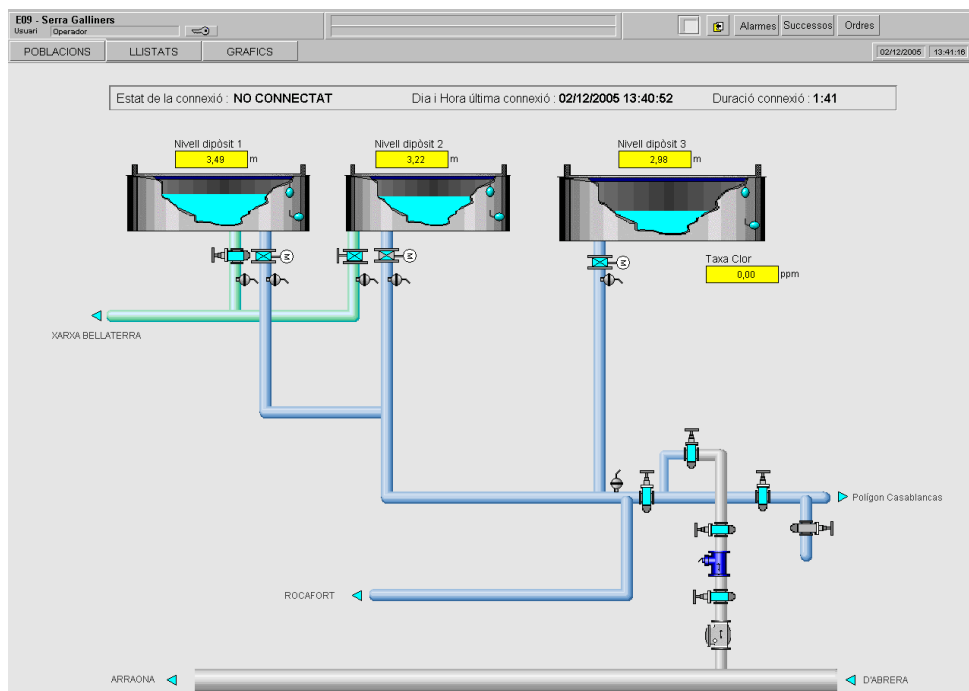 E09 - Serra Galliners
Usuari Operador
Alarmes Successos Ordres
POBLACIONS LLISTATS GRAFICS
02/12/2005 13:41:16
Estat de la connexió : NO CONNECTAT Dia i Hora última connexió : 02/12/2005 13:40:52 Duració connexió : 1:41
Nivell dipòsit 1 Nivell dipòsit 2 Nivell dipòsit 3
3,49 m 3,22 m 2,98 m
M M M
Taxa Clor
0,00 ppm
XARXA BELLATERRA
Polígon Casablancas
ROCAFORT
ARRAONA D'ABRERA